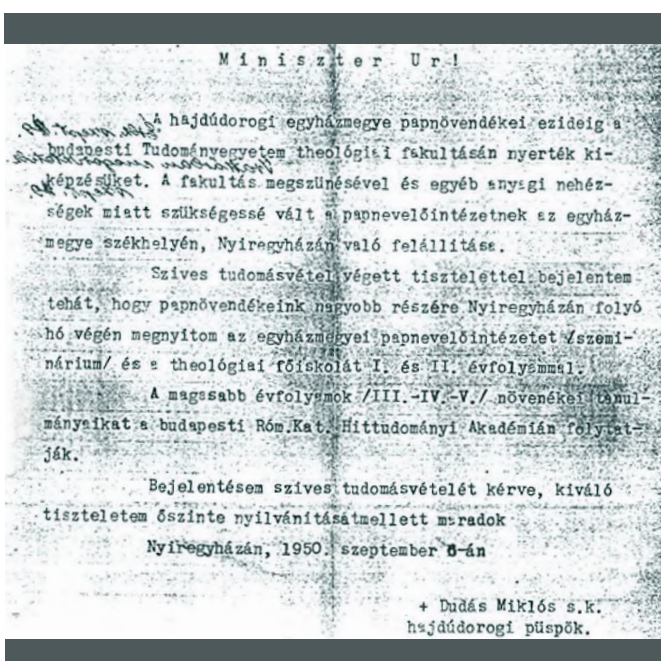 Miniszter Ur!
A hajdúdorogi egyházmegye papnövendékei ezideig a
budapesti Tudományegyetem theológiai fakultásán nyerték ki-
képzésüket. A fakultás megszünésével és egyéb anyagi nehéz-
ségek miatt szükségessé vált a papnevelőintézetnek az egyház-
megye székhelyén, Nyiregyházán való felállitása.
Szives tudomásvétel végett tisztelettel bejelentem
tehát, hogy papnövendékeink nagyobb részére Nyiregyházán folyó
hó végén megnyitom az egyházmegyei papnevelőintézetet /szemi-
nárium/ és a theológiai főiskolát I. és II. évfolyammal.
A magasabb évfolyamok /III.-IV.-V./ növenékei tanul-
mányaikat a budapesti Róm.Kat. Hittudományi Akadémián folytat-
ják.
Bejelentésem szives tudomásvételét kérve, kiváló
tiszteletem őszinte nyilvánitásátmellett maradok
Nyiregyházán, 1950. szeptember -án
+ Dudás Miklós s.k.
hajdúdorogi püspök.